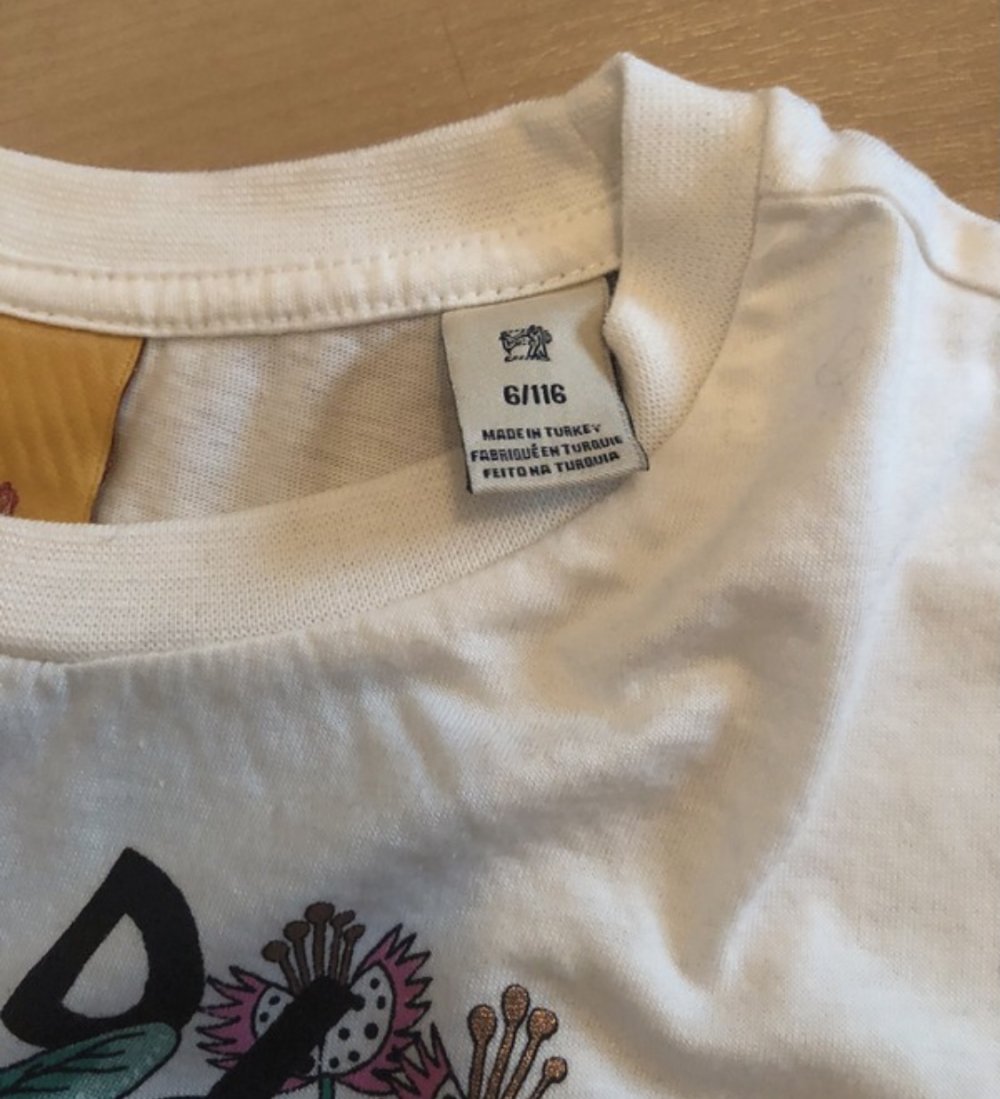 6/116
MADE IN TURKEY
FABRIQUÉ EN TURQUIE
FEITO NA TURQUIA